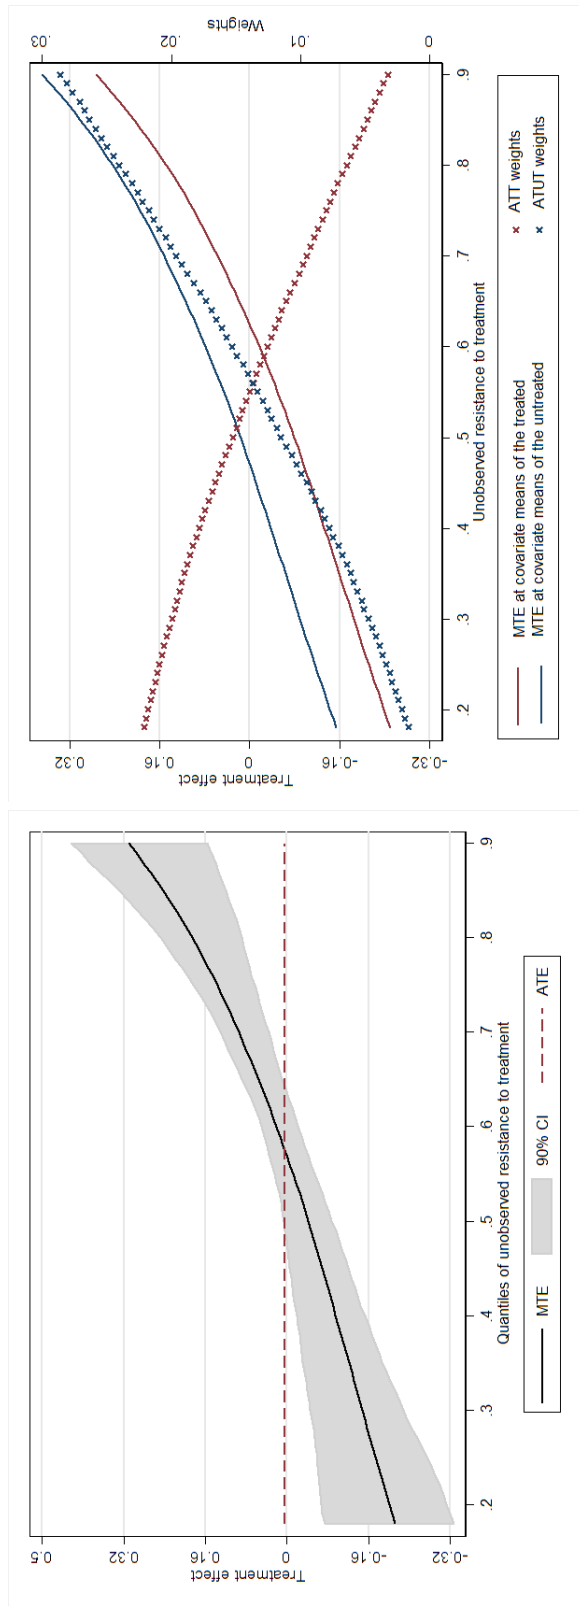 0.5
0.32
0.16
0
-0.16
-0.32
Treatment effect
.2
.3
.4
.5
.6
.7
.8
.9
Quantiles of unobserved resistance to treatment
MTE
90% CI
ATE
0.32
0.16
0
-0.16
-0.32
Treatment effect
.03
.02
.01
0
Weights
.2
.3
.4
.5
.6
.7
.8
.9
Unobserved resistance to treatment
MTE at covariate means of the treated
ATT weights
MTE at covariate means of the untreated
ATUT weights